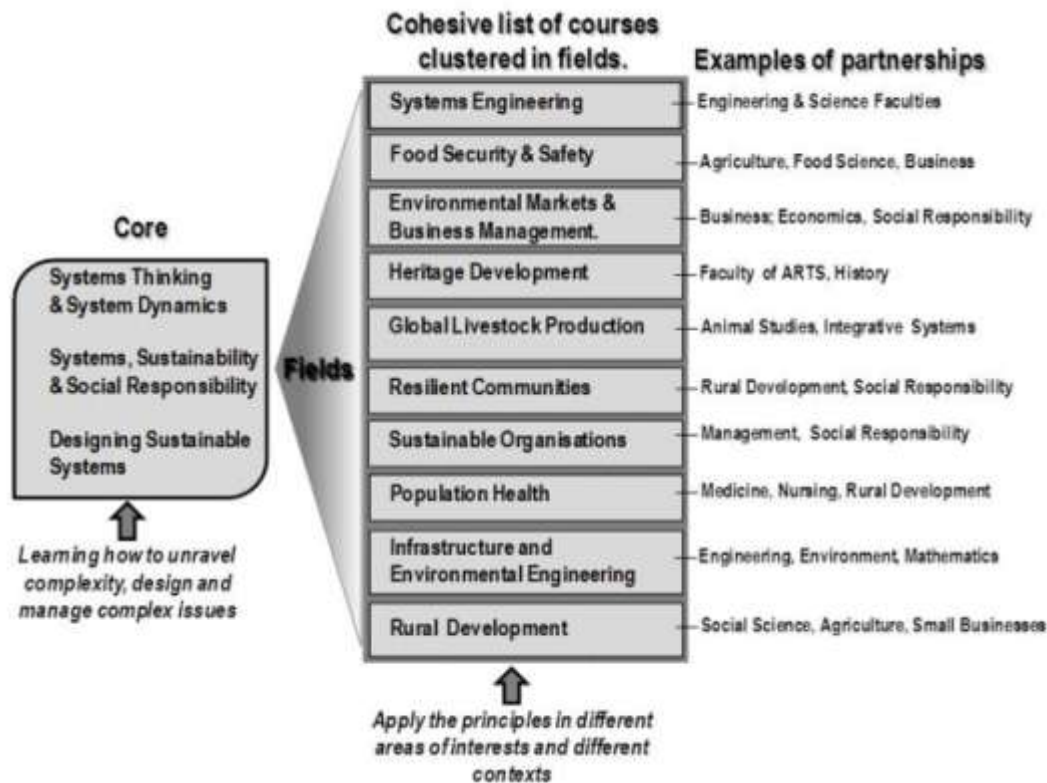 Cohesive list of courses
clustered in fields.
Examples of partnerships
Core
Systems Thinking
& System Dynamics
Systems, Sustainability
& Social Responsibility
Designing Sustainable
Systems
Learning how to unravel
complexity, design and
manage complex issues
Fields
Systems Engineering
Engineering & Science Faculties
Food Security & Safety
Agriculture, Food Science, Business
Environmental Markets &
Business Management.
Business; Economics, Social Responsibility
Heritage Development
Faculty of ARTS, History
Global Livestock Production
Animal Studies, Integrative Systems
Resilient Communities
Rural Development, Social Responsibility
Sustainable Organisations
Management, Social Responsibility
Population Health
Medicine, Nursing, Rural Development
Infrastructure and
Environmental Engineering
Engineering, Environment, Mathematics
Rural Development
Social Science, Agriculture, Small Businesses
Apply the principles in different
areas of interests and different
contexts